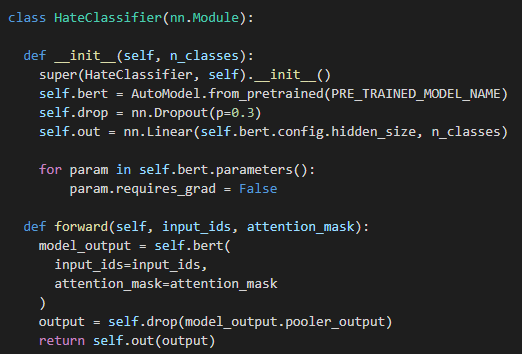 class HateClassifier(nn.Module):
def __init__(self, n_classes):
super(HateClassifier, self).__init__()
self.bert = AutoModel.from_pretrained(PRE_TRAINED_MODEL_NAME)
self.drop = nn.Dropout(p=0.3)
self.out = nn.Linear(self.bert.config.hidden_size, n_classes)
for param in self.bert.parameters():
param.requires_grad = False
def forward(self, input_ids, attention_mask):
model_output = self.bert(
input_ids=input_ids,
attention_mask=attention_mask
)
output = self.drop(model_output.pooler_output)
return self.out(output)